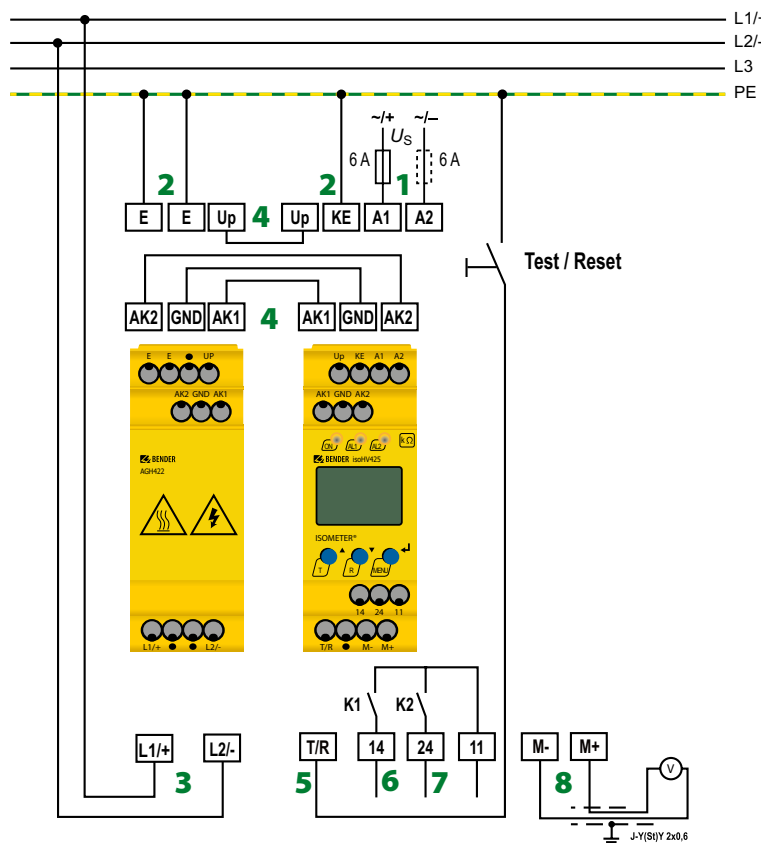 L1/+
L2/-
L3
PE
~/+ ~/–
US
6 A 6 A
2 2 1
E E Up 4 Up KE A1 A2
Test / Reset
AK2 GND AK1 4 AK1 GND AK2
E E UP Up KE A1 A2
AK2 GND AK1 AK1 GND AK2
ON AL1 AL2 kΩ
BENDER BENDER isoHV425
AGH422
ISOMETER®
T R MENU
14 24 11
L1/+ L2/- T/R M- M+
K1 K2
L1/+ L2/- T/R 14 24 11 M- M+
3 5 6 7 8
V
J-Y(St)Y 2x0,6